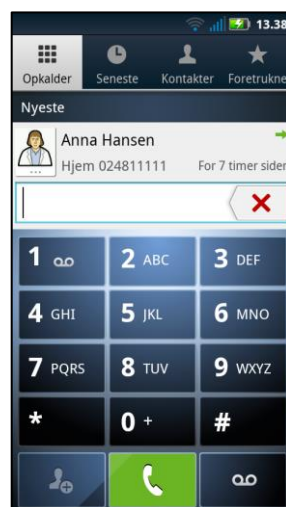 13.38
Opkalder Seneste Kontakter Foretrukne
Nyeste
Anna Hansen
Hjem 024811111 For 7 timer siden
1 2 ABC 3 DEF
4 GHI 5 JKL 6 MNO
7 PQRS 8 TUV 9 WXYZ
* 0 + #